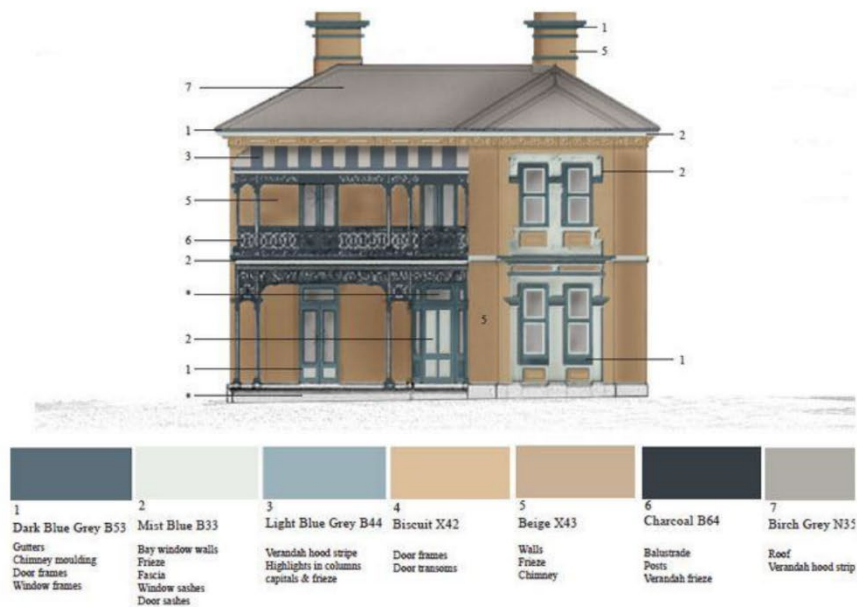 1
5
7
1
2
3
2
5
6
2
*
5
2
1
1
*
1
Dark Blue Grey B53
Gutters
Chimney moulding
Door frames
Window frames
2
Mist Blue B33
Bay window walls
Frieze
Fascia
Window sashes
Door sashes
3
Light Blue Grey B44
Verandah hood stripe
Highlights in columns
capitals & frieze
4
Biscuit X42
Door frames
Door transoms
5
Beige X43
Walls
Frieze
Chimney
6
Charcoal B64
Balustrade
Posts
Verandah frieze
7
Birch Grey N35
Roof
Verandah hood strip